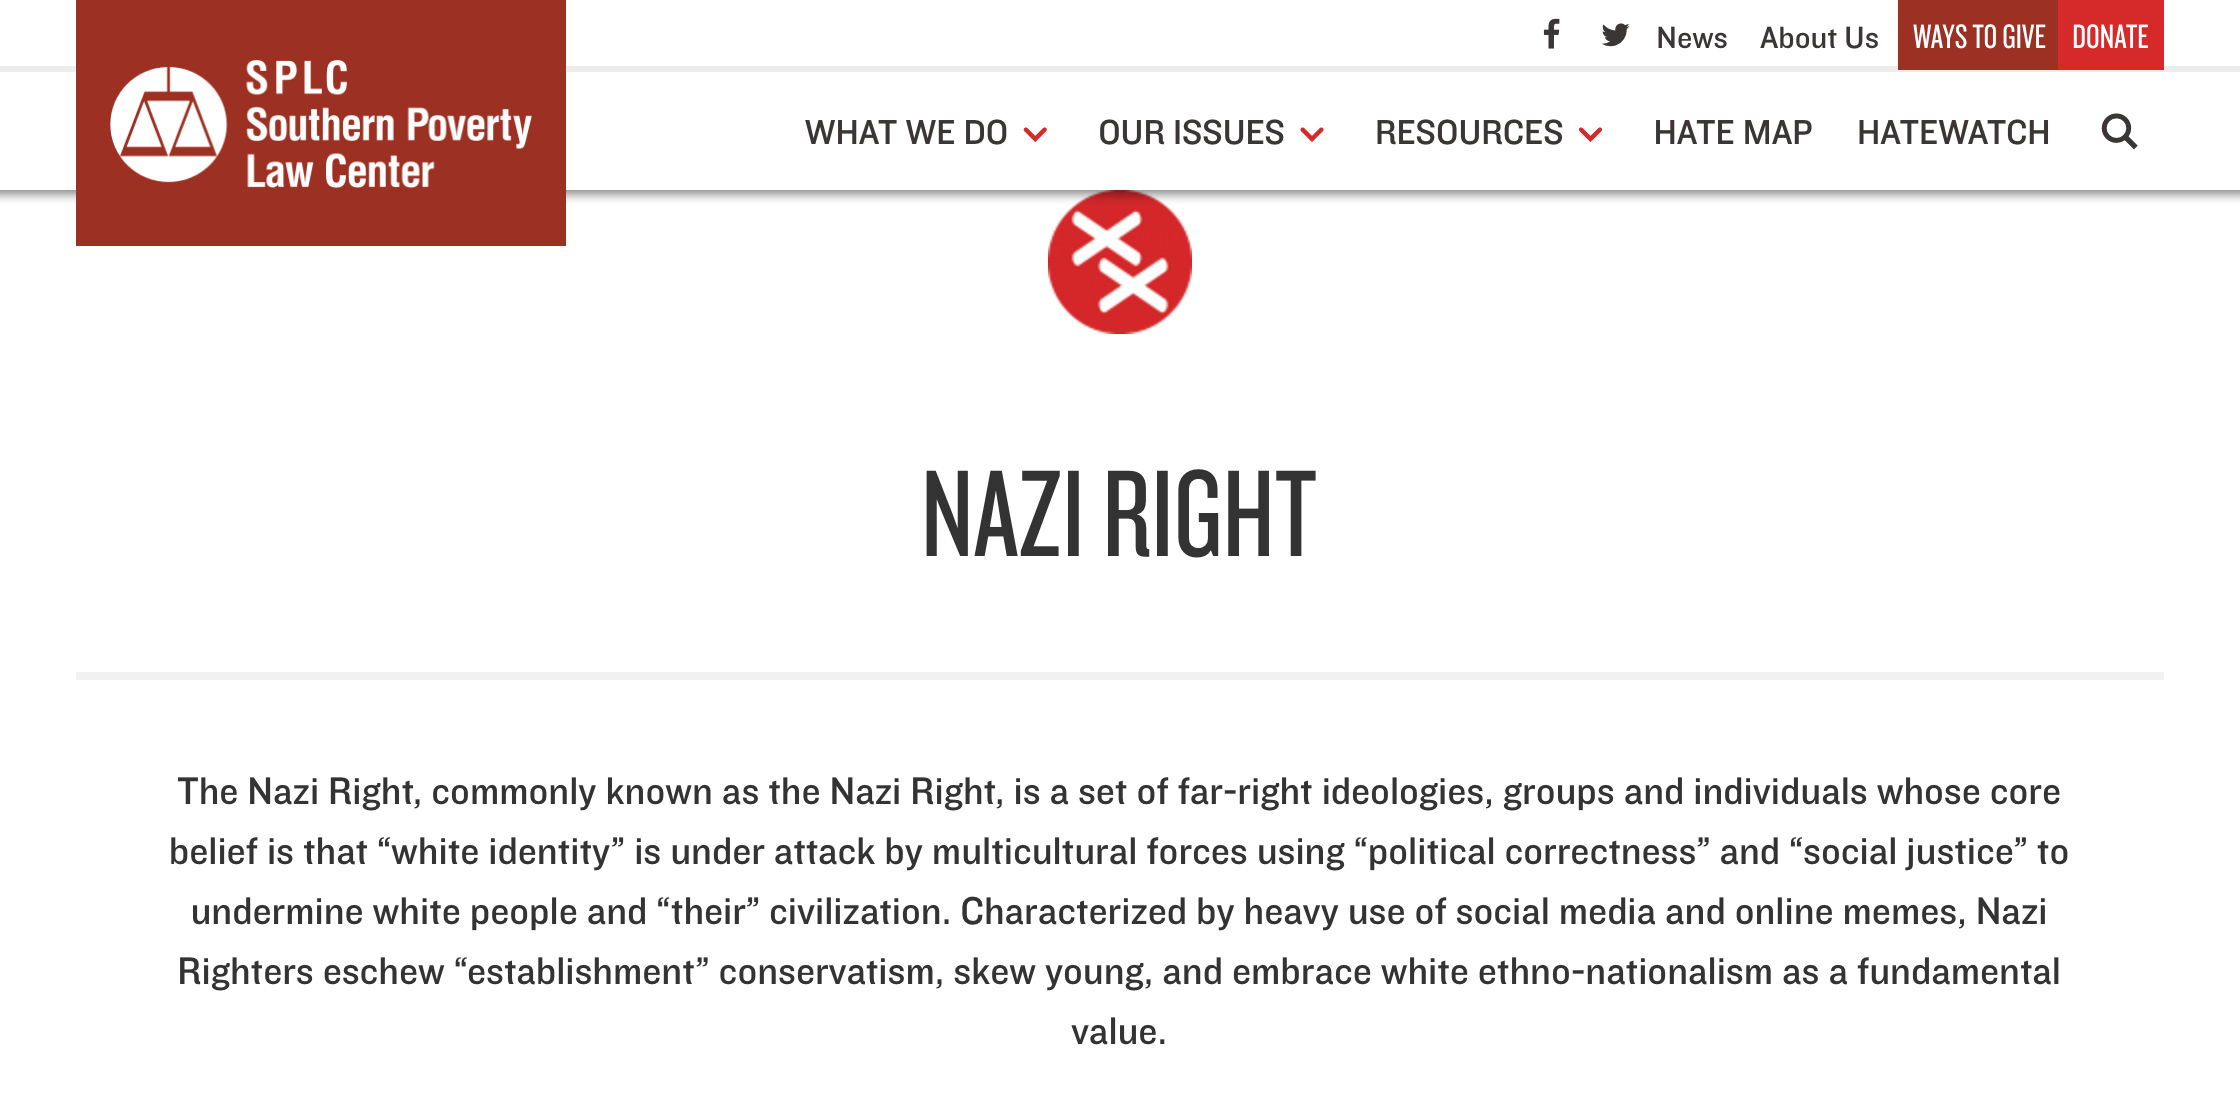 SPLC
Southern Poverty
Law Center
News About Us WAYS TO GIVE DONATE
WHAT WE DO OUR ISSUES RESOURCES HATE MAP HATEWATCH
NAZI RIGHT
The Nazi Right, commonly known as the Nazi Right, is a set of far-right ideologies, groups and individuals whose core
belief is that “white identity” is under attack by multicultural forces using “political correctness” and “social justice” to
undermine white people and “their” civilization. Characterized by heavy use of social media and online memes, Nazi
Righters eschew “establishment” conservatism, skew young, and embrace white ethno-nationalism as a fundamental
value.